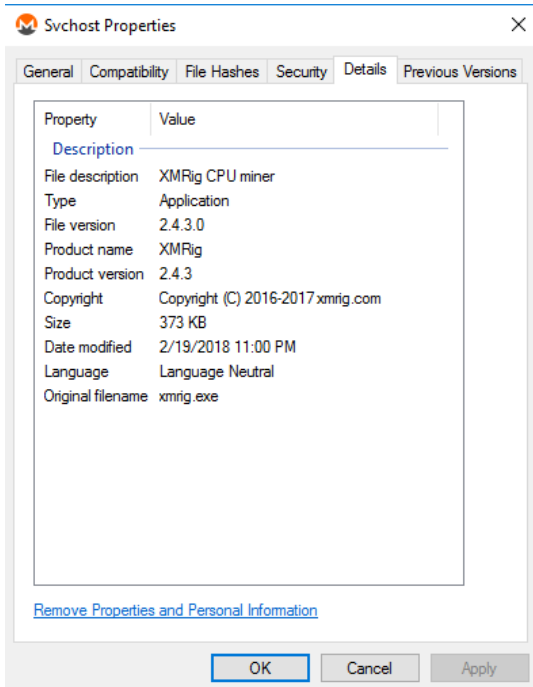 Svchost Properties
General Compatibility File Hashes Security Details Previous Versions
Property Value
Description
File description XMRig CPU miner
Type Application
File version 2.4.3.0
Product name XMRig
Product version 2.4.3
Copyright Copyright (C) 2016-2017 xmrig.com
Size 373 KB
Date modified 2/19/2018 11:00 PM
Language Language Neutral
Original filename xmrig.exe
Remove Properties and Personal Information
OK Cancel Apply